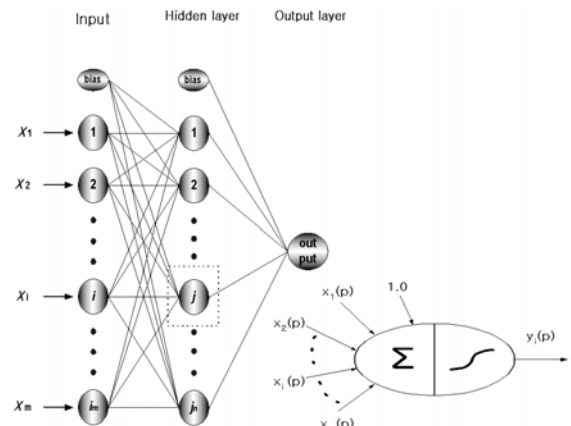 Input Hidden layer Output layer
bias bias
X1 1 1
X2 2 2
out
put
Xi i j
x1(p) 1.0
x2(p)
Σ
yj(p)
xi(p)
Xm im jn
(p)